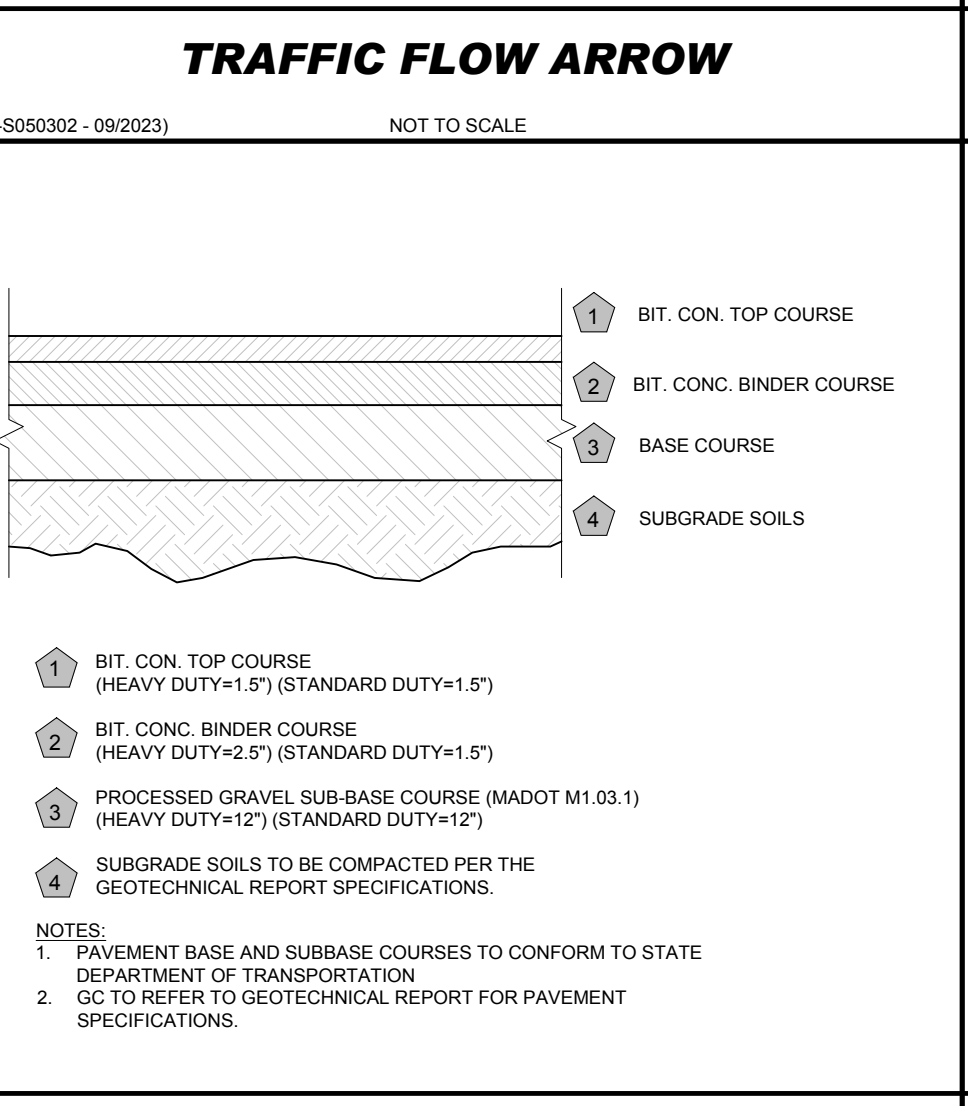 TRAFFIC FLOW ARROW
-S050302 - 09/2023) NOT TO SCALE
1 BIT. CON. TOP COURSE
2 BIT. CONC. BINDER COURSE
3 BASE COURSE
4 SUBGRADE SOILS
1 BIT. CON. TOP COURSE
(HEAVY DUTY=1.5") (STANDARD DUTY=1.5")
2 BIT. CONC. BINDER COURSE
(HEAVY DUTY=2.5") (STANDARD DUTY=1.5")
3 PROCESSED GRAVEL SUB-BASE COURSE (MADOT M1.03.1)
(HEAVY DUTY=12") (STANDARD DUTY=12")
4 SUBGRADE SOILS TO BE COMPACTED PER THE
GEOTECHNICAL REPORT SPECIFICATIONS.
NOTES:
1. PAVEMENT BASE AND SUBBASE COURSES TO CONFORM TO STATE
DEPARTMENT OF TRANSPORTATION
2. GC TO REFER TO GEOTECHNICAL REPORT FOR PAVEMENT
SPECIFICATIONS.